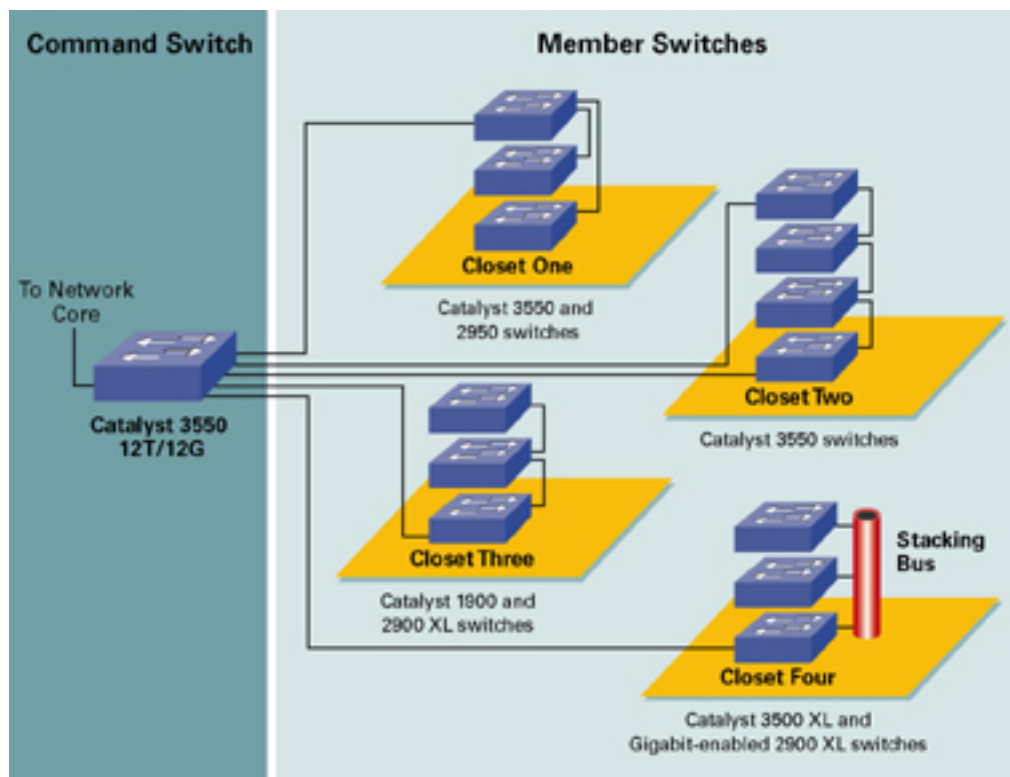 Command Switch
Member Switches
Closet One
Catalyst 3550 and
2950 switches
To Network
Core
Catalyst 3550
12T/12G
Closet Two
Catalyst 3550 switches
Closet Three
Catalyst 1900 and
2900 XL switches
Stacking
Bus
Closet Four
Catalyst 3500 XL and
Gigabit-enabled 2900 XL switches